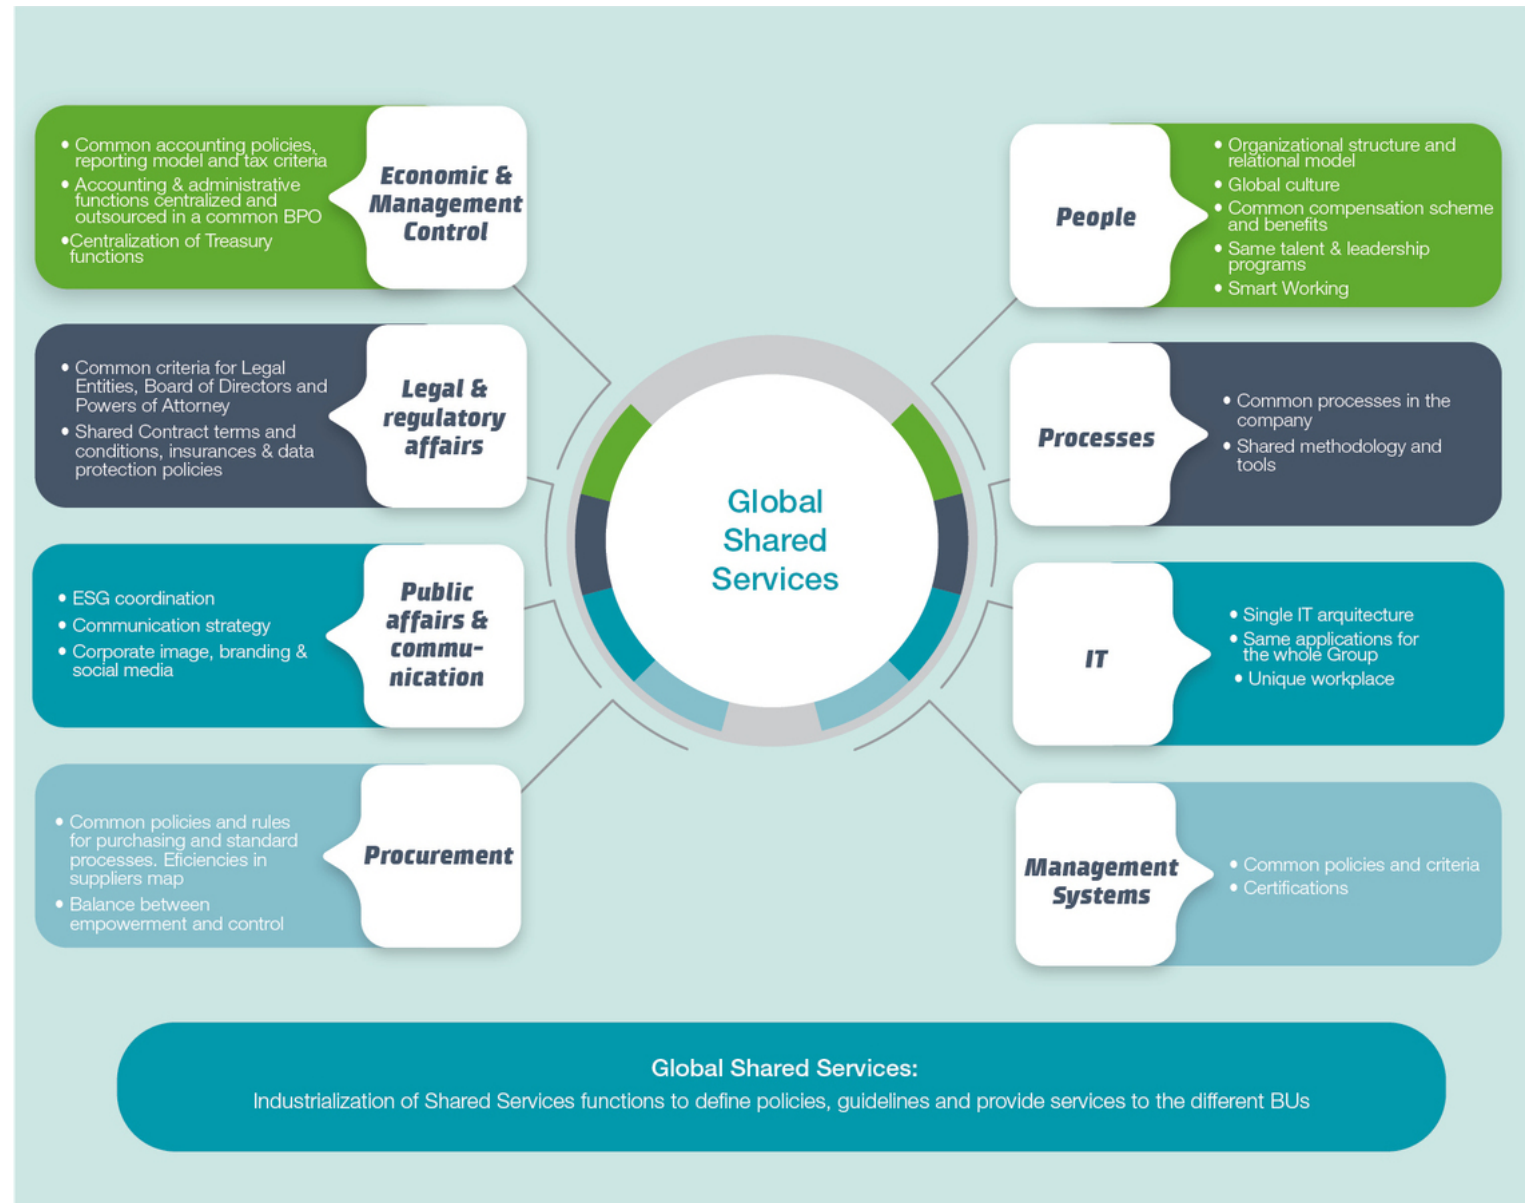 • Common accounting policies,
reporting model and tax criteria
• Accounting & administrative
functions centralized and
outsourced in a common BPO
•Centralization of Treasury
functions
Economic &
Management
Control
• Common criteria for Legal
Entities, Board of Directors and
Powers of Attorney
• Shared Contract terms and
conditions, insurances & data
protection policies
Legal &
regulatory
affairs
• ESG coordination
• Communication strategy
• Corporate image, branding &
social media
Public
affairs &
commu-
nication
• Common policies and rules
for purchasing and standard
processes. Eficiencies in
suppliers map
• Balance between
empowerment and control
Procurement
Global
Shared
Services
People
• Organizational structure and
relational model
• Global culture
• Common compensation scheme
and benefits
• Same talent & leadership
programs
• Smart Working
Processes
• Common processes in the
company
• Shared methodology and
tools
IT
• Single IT arquitecture
• Same applications for
the whole Group
• Unique workplace
Management
Systems
• Common policies and criteria
• Certifications
Global Shared Services:
Industrialization of Shared Services functions to define policies, guidelines and provide services to the different BUs